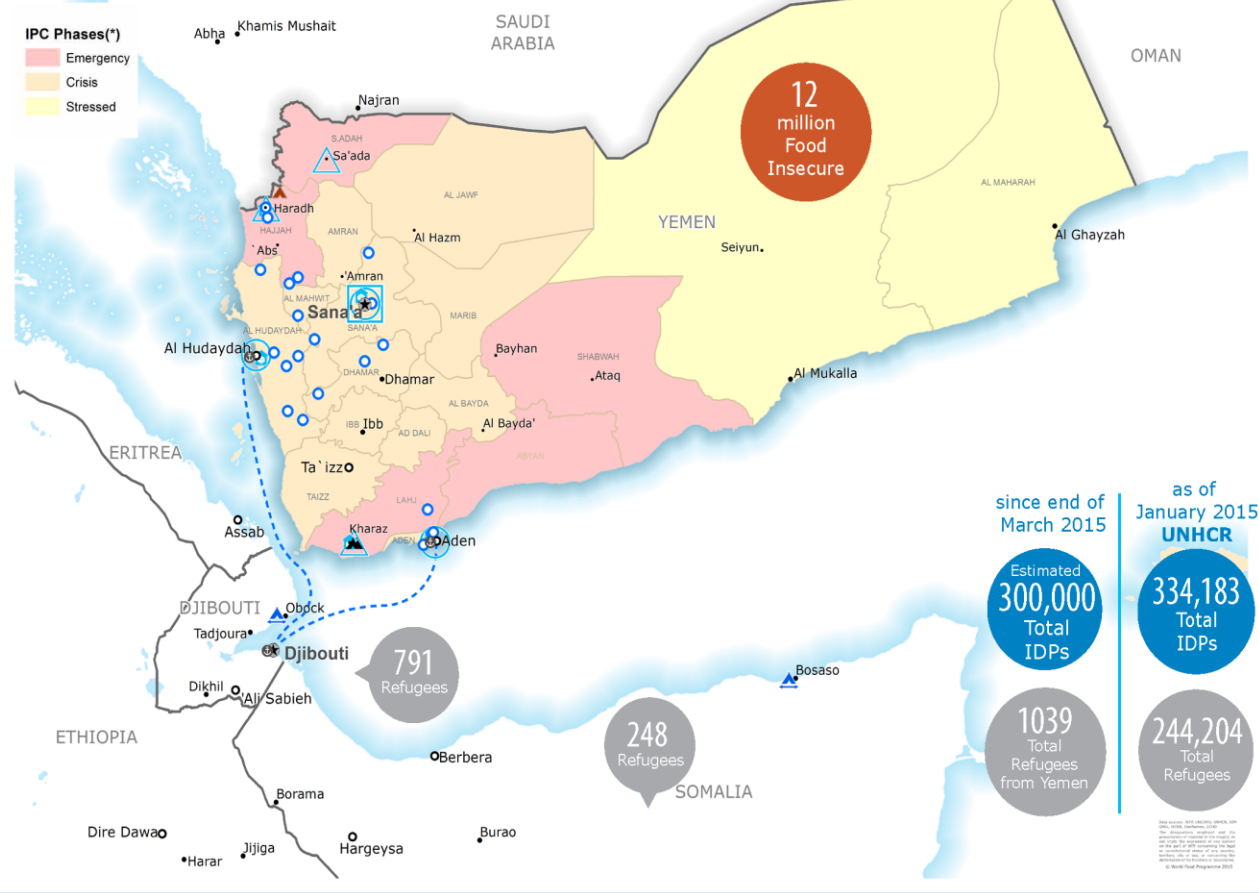 SAUDI
ARABIA
OMAN
IPC Phases(*)
Emergency
Crisis
Stressed
Abha
Khamis Mushait
Najran
12
million
Food
Insecure
S,ADAH
Sa'ada
Haradh
HAJJAH
`Abs
AL JAWF
AMRAN
Al Hazm
'Amran
YEMEN
Seiyun
AL MAHARAH
Al Ghayzah
AL MAHWIT
Sana'a
SANA'A
MARIB
AL HUDAYDAH
Al Hudaydah
Bayhan
SHABWAH
Ataq
Al Mukalla
DHAMAR
Dhamar
AL BAYDA
Al Bayda'
IBB
Ibb
AD DALI
ABYAN
Ta`izz
TAIZZ
LAHJ
Kharaz
ADEN
Aden
ERITREA
Assab
DJIBOUTI
Obock
Tadjoura
Djibouti
Dikhil
'Ali Sabieh
791
Refugees
248
Refugees
Bosaso
ETHIOPIA
Berbera
SOMALIA
Borama
Dire Dawa
Harar
Jijiga
Hargeysa
Burao
since end of
March 2015
Estimated
300,000
Total
IDPs
1039
Total
Refugees
from Yemen
as of
January 2015
UNHCR
334,183
Total
IDPs
244,204
Total
Refugees
© World Food Programme 2015